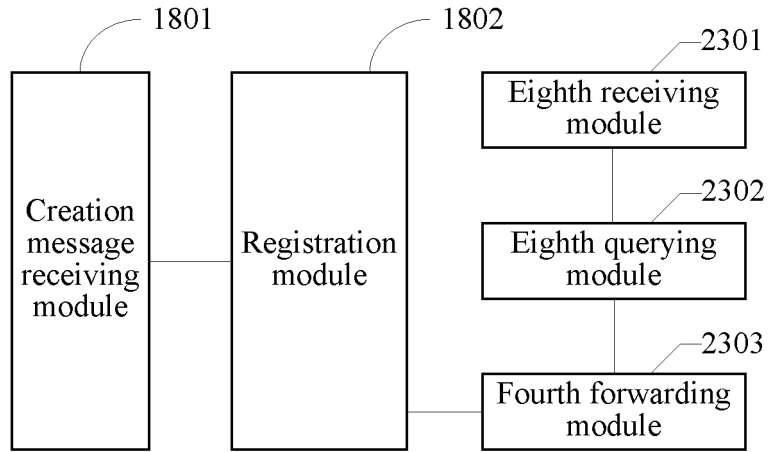 1801
1802
2301
Eighth receiving
module
2302
Creation
message
receiving
module
Registration
module
Eighth querying
module
2303
Fourth forwarding
module